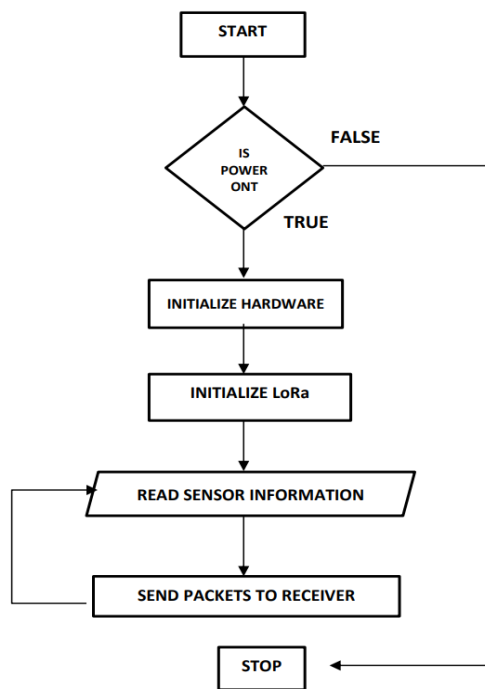 START
FALSE
IS
POWER
ONT
TRUE
INITIALIZE HARDWARE
INITIALIZE LoRa
READ SENSOR INFORMATION
SEND PACKETS TO RECEIVER
STOP